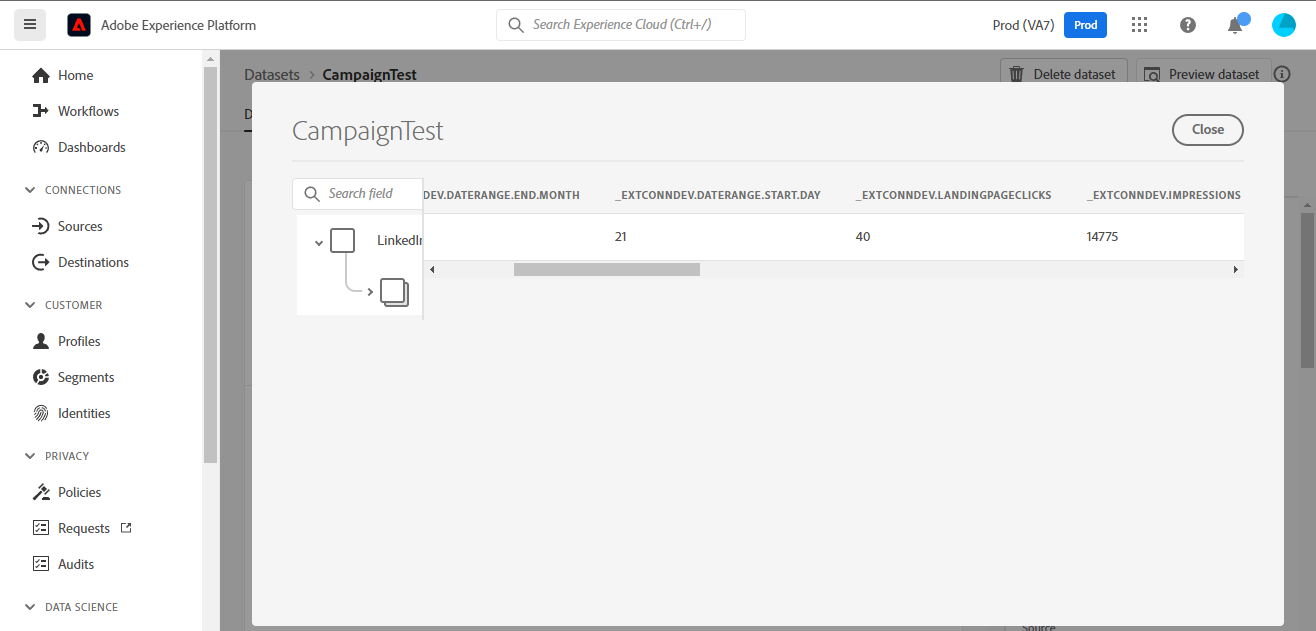 Adobe Experience Platform
Search Experience Cloud (Ctrl+/)
Prod (VA7)
Prod
Home
Workflows
Dashboards
CONNECTIONS
Sources
Destinations
CUSTOMER
Profiles
Segments
Identities
PRIVACY
Policies
Requests
Audits
DATA SCIENCE
Datasets › CampaignTest
Delete dataset
Preview dataset
D
CampaignTest
Close
Search field
DEV.DATERANGE.END.MONTH
_EXTCONNDEV.DATERANGE.START.DAY
_EXTCONNDEV.LANDINGPAGECLICKS
_EXTCONNDEV.IMPRESSIONS
LinkedIn
21
40
14775
Source